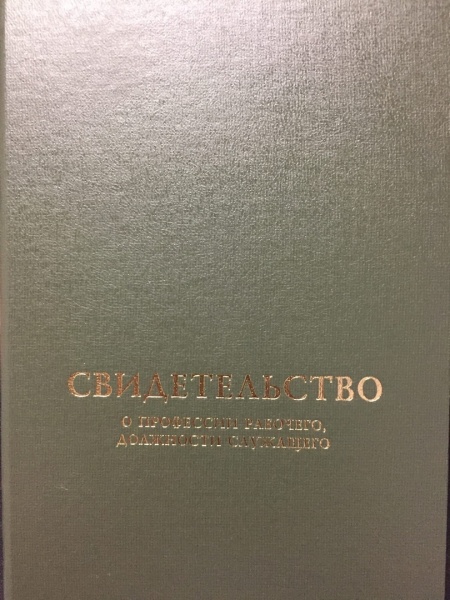 СВИДЕТЕЛЬСТВО
О ПРОФЕССИИ РАБОЧЕГО,
ДОЛЖНОСТИ СЛУЖАЩЕГО